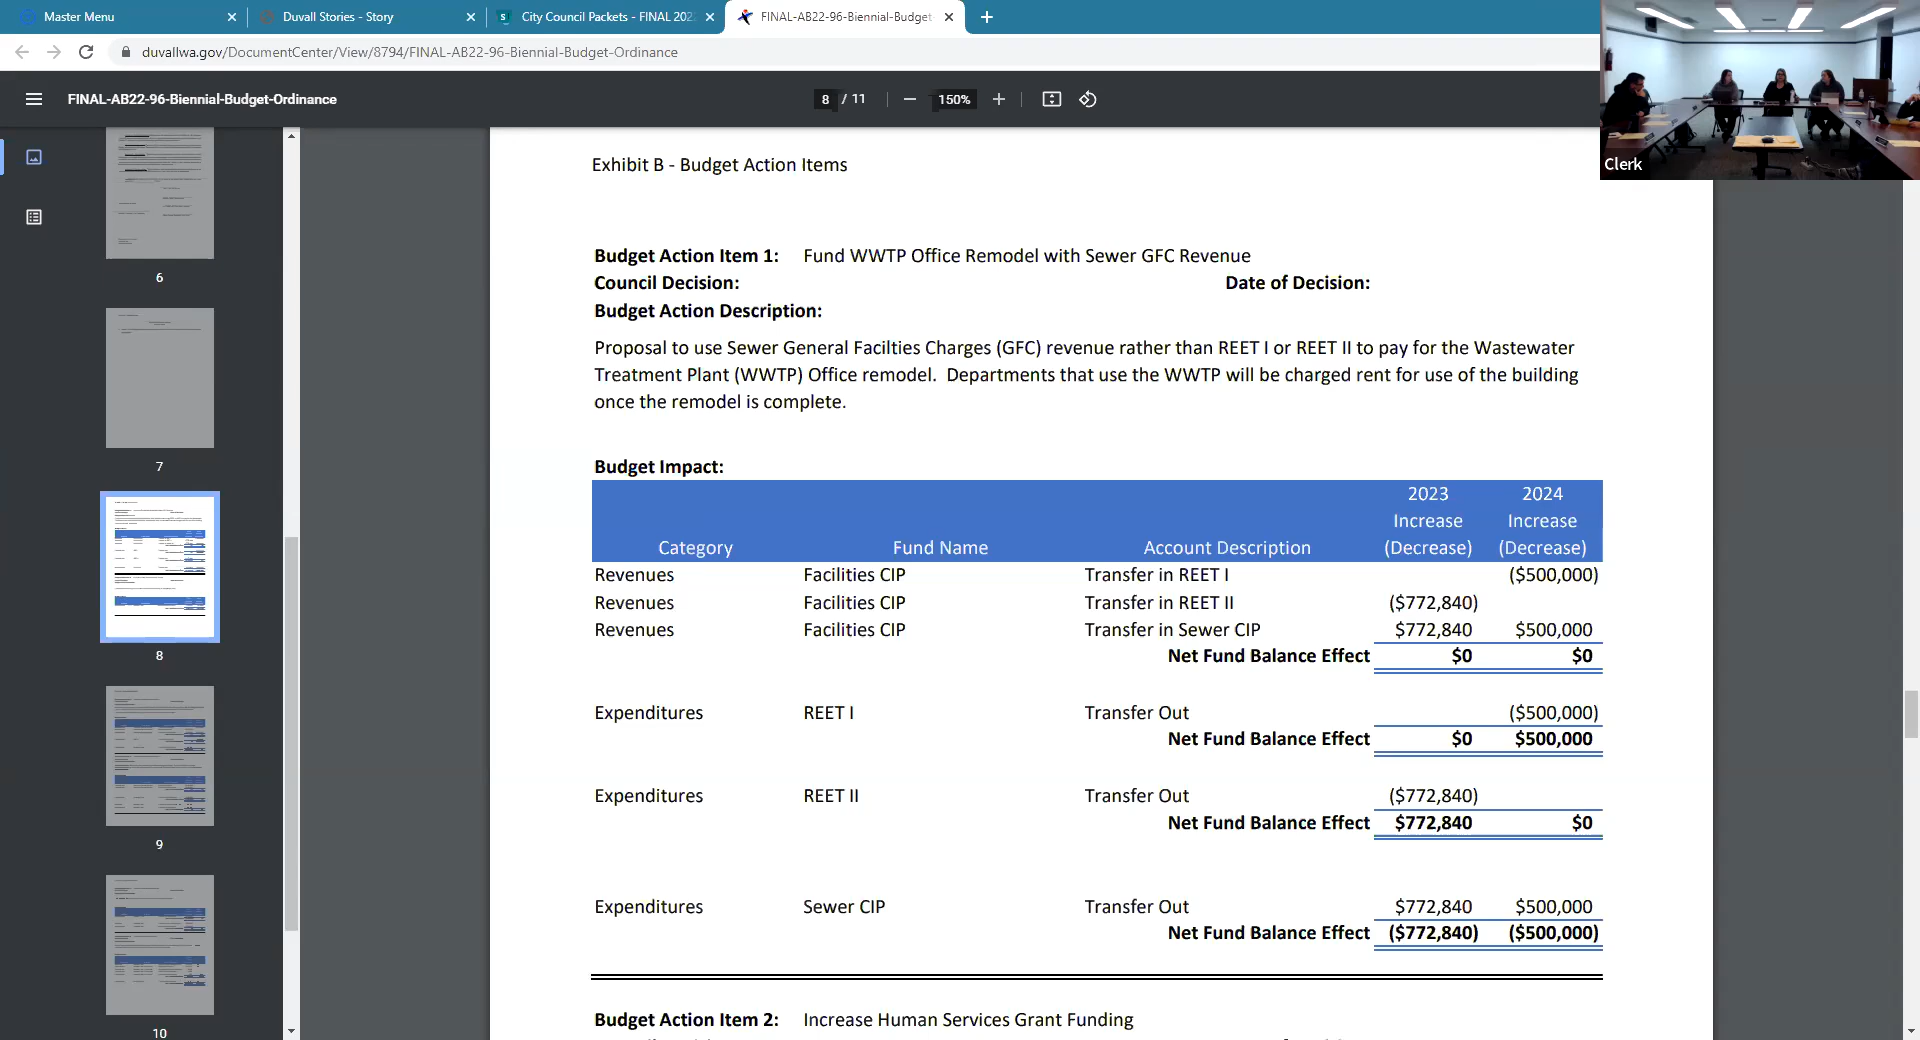 Master Menu
Duvall Stories - Story
City Council Packets - FINAL 202
FINAL-AB22-96-Biennial-Budget-
duvallwa.gov/DocumentCenter/View/8794/FINAL-AB22-96-Biennial-Budget-Ordinance
FINAL-AB22-96-Biennial-Budget-Ordinance
8 / 11
150%
Clerk
6
7
8
9
10
Exhibit B - Budget Action Items
Budget Action Item 1: Fund WWTP Office Remodel with Sewer GFC Revenue
Council Decision: Date of Decision:
Budget Action Description:
Proposal to use Sewer General Facilties Charges (GFC) revenue rather than REET I or REET II to pay for the Wastewater
Treatment Plant (WWTP) Office remodel. Departments that use the WWTP will be charged rent for use of the building
once the remodel is complete.
Budget Impact:
2023 2024
Increase Increase
Category Fund Name Account Description (Decrease) (Decrease)
Revenues Facilities CIP Transfer in REET I ($500,000)
Revenues Facilities CIP Transfer in REET II ($772,840)
Revenues Facilities CIP Transfer in Sewer CIP $772,840 $500,000
Net Fund Balance Effect $0 $0
Expenditures REET I Transfer Out ($500,000)
Net Fund Balance Effect $0 $500,000
Expenditures REET II Transfer Out ($772,840)
Net Fund Balance Effect $772,840 $0
Expenditures Sewer CIP Transfer Out $772,840 $500,000
Net Fund Balance Effect ($772,840) ($500,000)
Budget Action Item 2: Increase Human Services Grant Funding